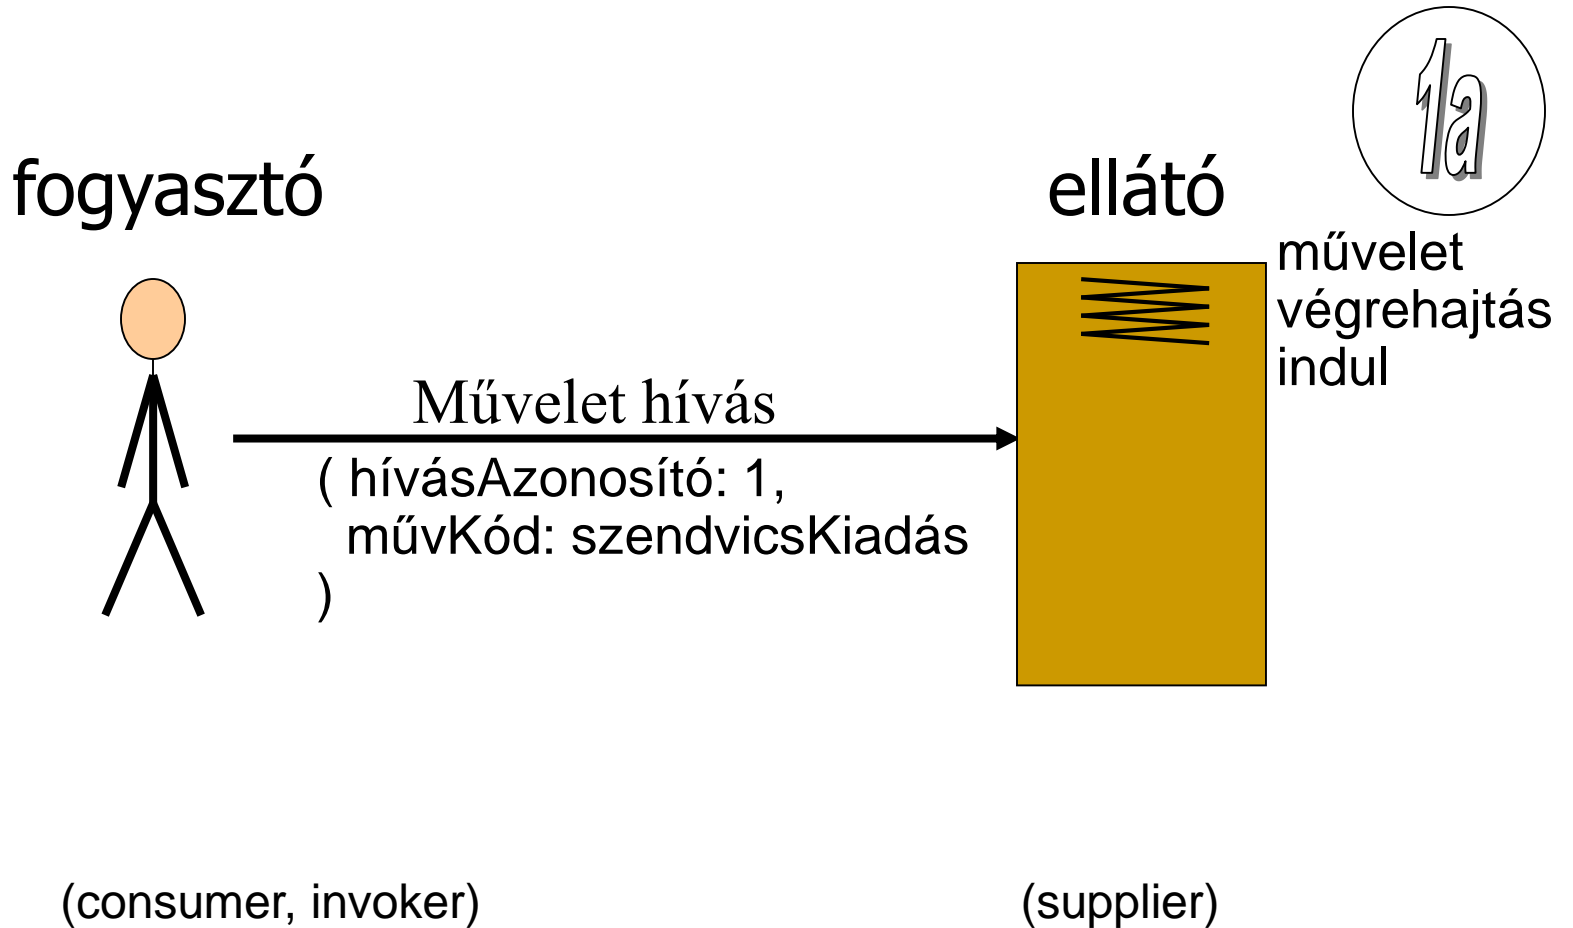 1a
fogyasztó
ellátó
művelet
végrehajtás
indul
Művelet hívás
( hívásAzonosító: 1,
művKód: szendvicsKiadás
)
(consumer, invoker)
(supplier)